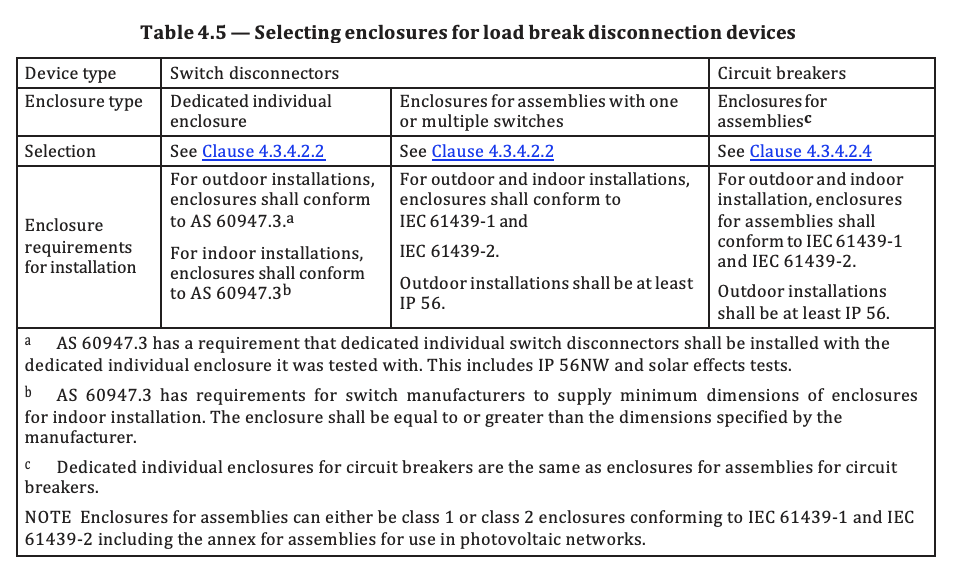 Table 4.5 — Selecting enclosures for load break disconnection devices
Device type
Switch disconnectors
Circuit breakers
Enclosure type
Dedicated individual
enclosure
Enclosures for assemblies with one
or multiple switches
Enclosures for
assembliesc
Selection
See Clause 4.3.4.2.2
See Clause 4.3.4.2.2
See Clause 4.3.4.2.4
Enclosure
requirements
for installation
For outdoor installations,
enclosures shall conform
to AS 60947.3.a
For indoor installations,
enclosures shall conform
to AS 60947.3b
For outdoor and indoor installations,
enclosures shall conform to
IEC 61439-1 and
IEC 61439-2.
Outdoor installations shall be at least
IP 56.
For outdoor and indoor
installation, enclosures
for assemblies shall
conform to IEC 61439-1
and IEC 61439-2.
Outdoor installations
shall be at least IP 56.
a AS 60947.3 has a requirement that dedicated individual switch disconnectors shall be installed with the
dedicated individual enclosure it was tested with. This includes IP 56NW and solar effects tests.
b AS 60947.3 has requirements for switch manufacturers to supply minimum dimensions of enclosures
for indoor installation. The enclosure shall be equal to or greater than the dimensions specified by the
manufacturer.
c Dedicated individual enclosures for circuit breakers are the same as enclosures for assemblies for circuit
breakers.
NOTE Enclosures for assemblies can either be class 1 or class 2 enclosures conforming to IEC 61439-1 and IEC
61439-2 including the annex for assemblies for use in photovoltaic networks.